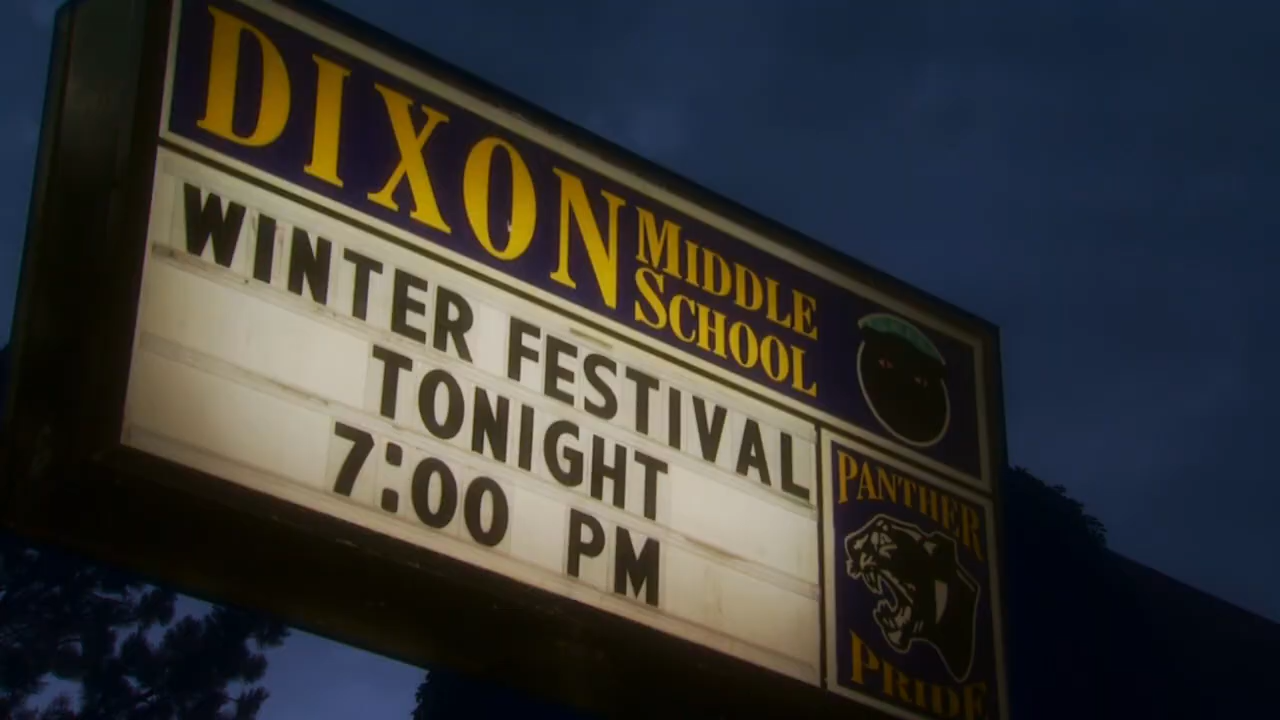 DIXON
MIDDLE
SCHOOL
WINTER FESTIVAL
TONIGHT
7:00 PM
PANTHER
PRIDE